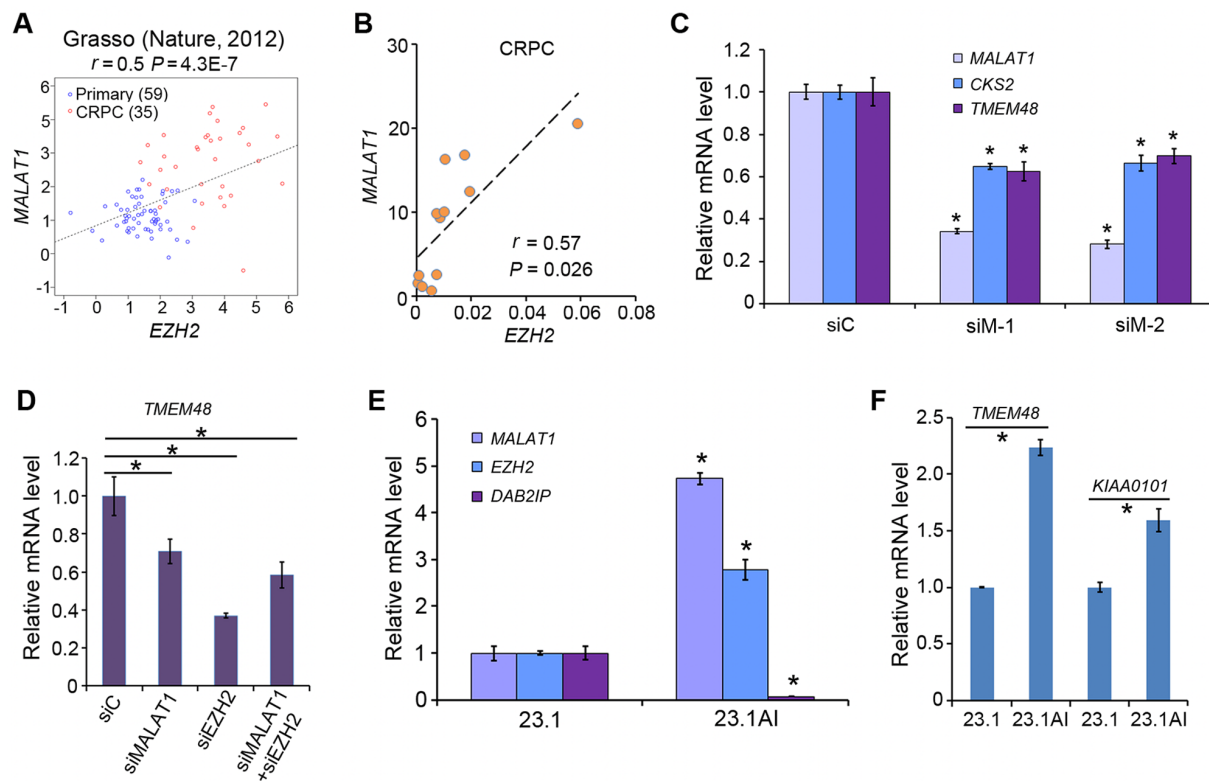 A
Grasso (Nature, 2012)
r = 0.5 P = 4.3E-7
Primary (59)
CRPC (35)
MALAT1
6
5
4
3
2
1
0
-1
-1 0 1 2 3 4 5 6
EZH2
B
CRPC
MALAT1
30
20
10
0
r = 0.57
P = 0.026
0 0.02 0.04 0.06 0.08
EZH2
C
Relative mRNA level
1.2
1.0
0.8
0.6
0.4
0.2
0
MALAT1
CKS2
TMEM48
* * * * * *
siC siM-1 siM-2
D
TMEM48
* * *
Relative mRNA level
1.2
1.0
0.8
0.6
0.4
0.2
0
siC
siMALAT1
siEZH2
siMALAT1
+siEZH2
E
Relative mRNA level
6
5
4
3
2
1
0
MALAT1
EZH2
DAB2IP
* * *
23.1 23.1AI
F
Relative mRNA level
2.5
2.0
1.5
1.0
0.5
0
TMEM48
*
KIAA0101
*
23.1 23.1AI 23.1 23.1AI